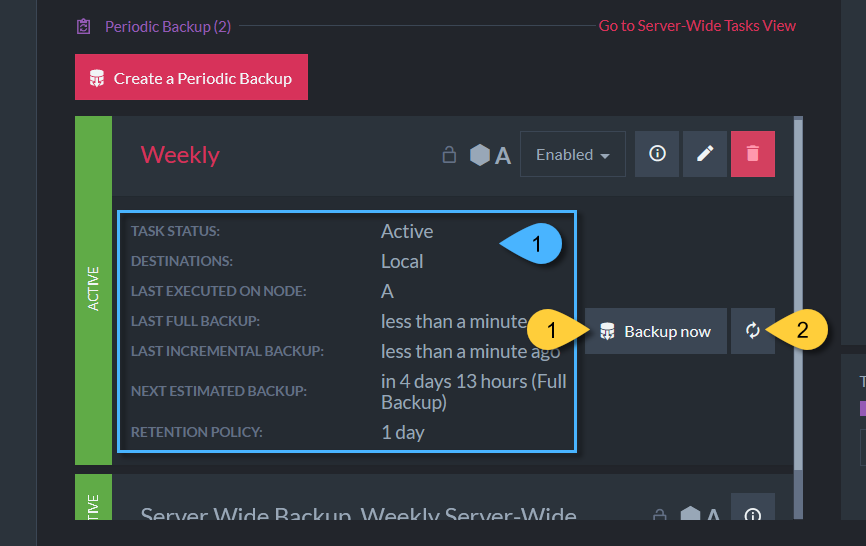 Periodic Backup (2)
Go to Server-Wide Tasks View
Create a Periodic Backup
Weekly
A
Enabled
ACTIVE
TASK STATUS: Active
1
DESTINATIONS: Local
LAST EXECUTED ON NODE: A
LAST FULL BACKUP: less than a minute
1
Backup now
2
LAST INCREMENTAL BACKUP: less than a minute ago
NEXT ESTIMATED BACKUP: in 4 days 13 hours (Full
Backup)
RETENTION POLICY: 1 day
TIVE
Server Wide Backup, Weekly Server-Wide
A